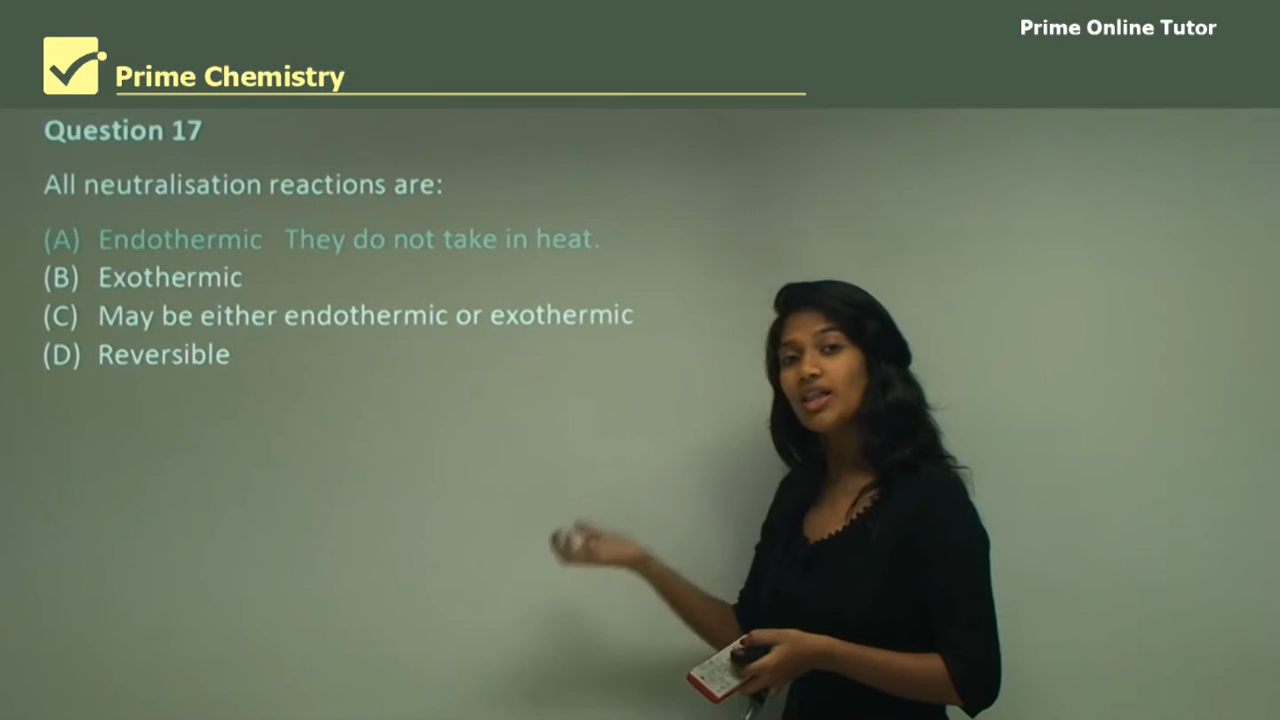 Prime Online Tutor
Prime Chemistry
Question 17
All neutralisation reactions are:
(A) Endothermic They do not take in heat.
(B) Exothermic
(C) May be either endothermic or exothermic
(D) Reversible